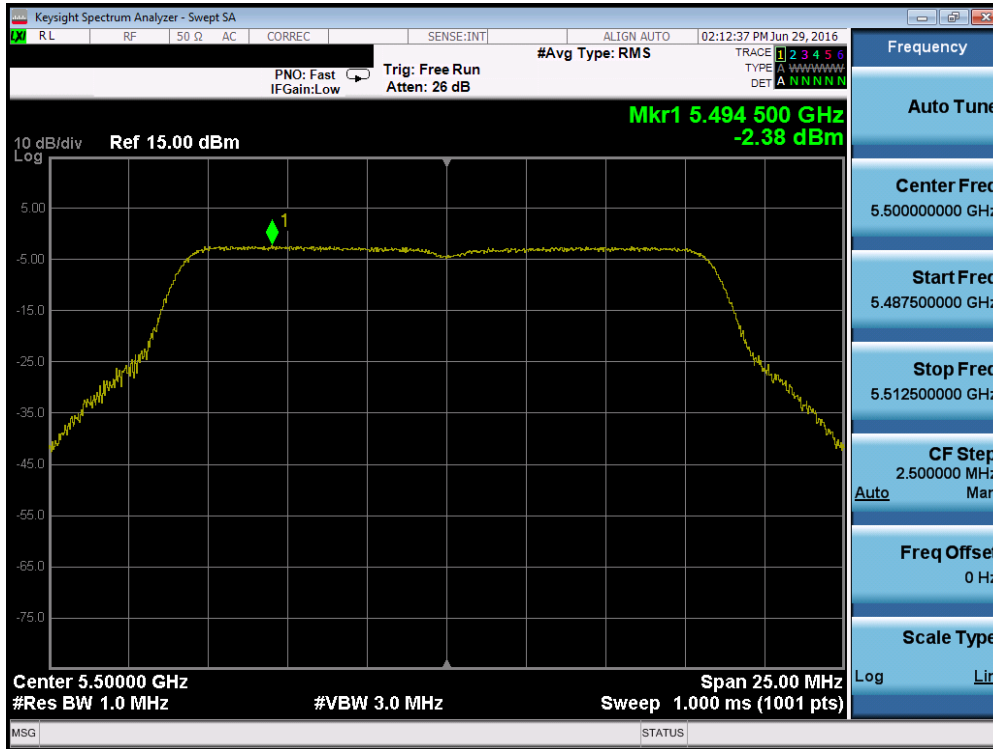 Keysight Spectrum Analyzer - Swept SA
LXI RL RF 50 Ω AC CORREC SENSE:INT ALIGN AUTO 02:12:37 PM Jun 29, 2016
Frequency
#Avg Type: RMS
TRACE 1 2 3 4 5 6
PNO: Fast Trig: Free Run
TYPE A WWWWW
IFGain:Low Atten: 26 dB
DET A N N N N N
Auto Tune
Mkr1 5.494 500 GHz
-2.38 dBm
10 dB/div Ref 15.00 dBm
Log
5.00
-5.00
-15.0
-25.0
-35.0
-45.0
-55.0
-65.0
-75.0
1
Center Freq
5.500000000 GHz
Start Freq
5.487500000 GHz
Stop Freq
5.512500000 GHz
CF Step
2.500000 MHz
Auto Man
Freq Offset
0 Hz
Scale Type
Log Lin
Center 5.50000 GHz Span 25.00 MHz
#Res BW 1.0 MHz #VBW 3.0 MHz Sweep 1.000 ms (1001 pts)
MSG STATUS